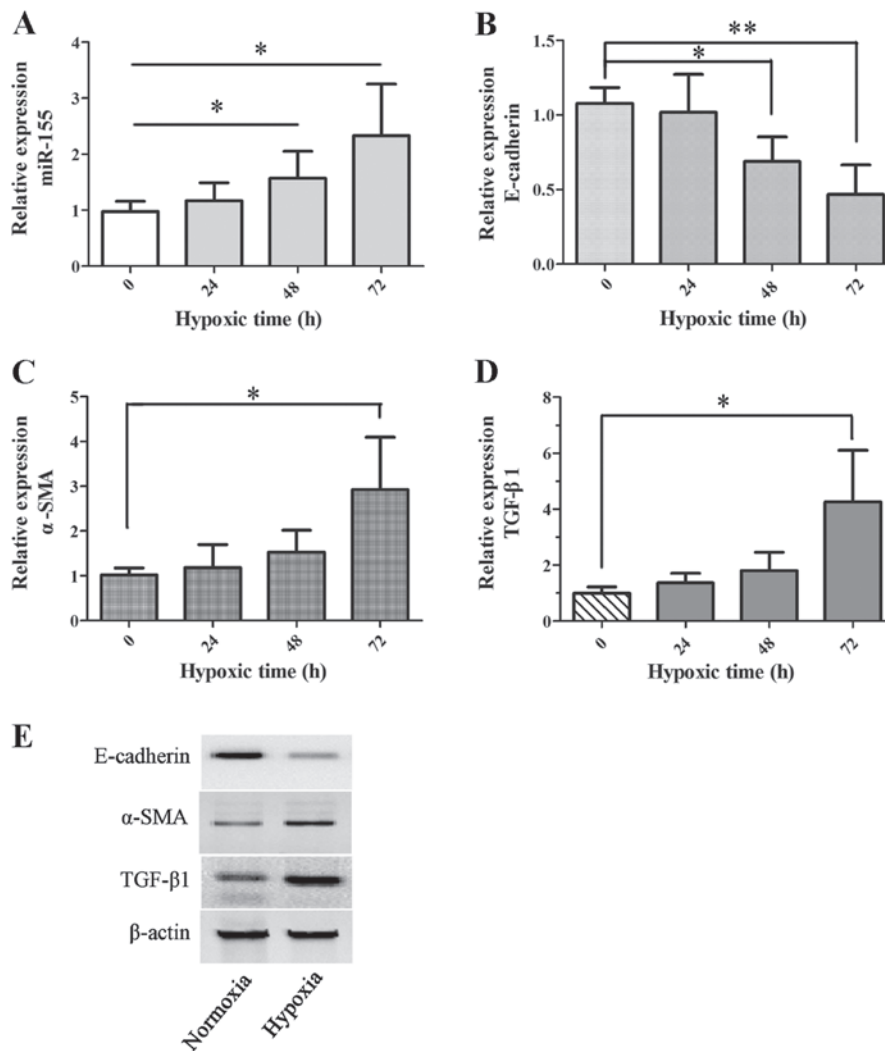 A
Relative expression
miR-155
4
3
2
1
0
*
*
0
24
48
72
Hypoxic time (h)
B
Relative expression
E-cadherin
1.5
1.0
0.5
0.0
**
*
0
24
48
72
Hypoxic time (h)
C
Relative expression
α-SMA
5
4
3
2
1
0
*
0
24
48
72
Hypoxic time (h)
D
Relative expression
TGF-β1
8
6
4
2
0
*
0
24
48
72
Hypoxic time (h)
E
E-cadherin
α-SMA
TGF-β1
β-actin
Normoxia
Hypoxia